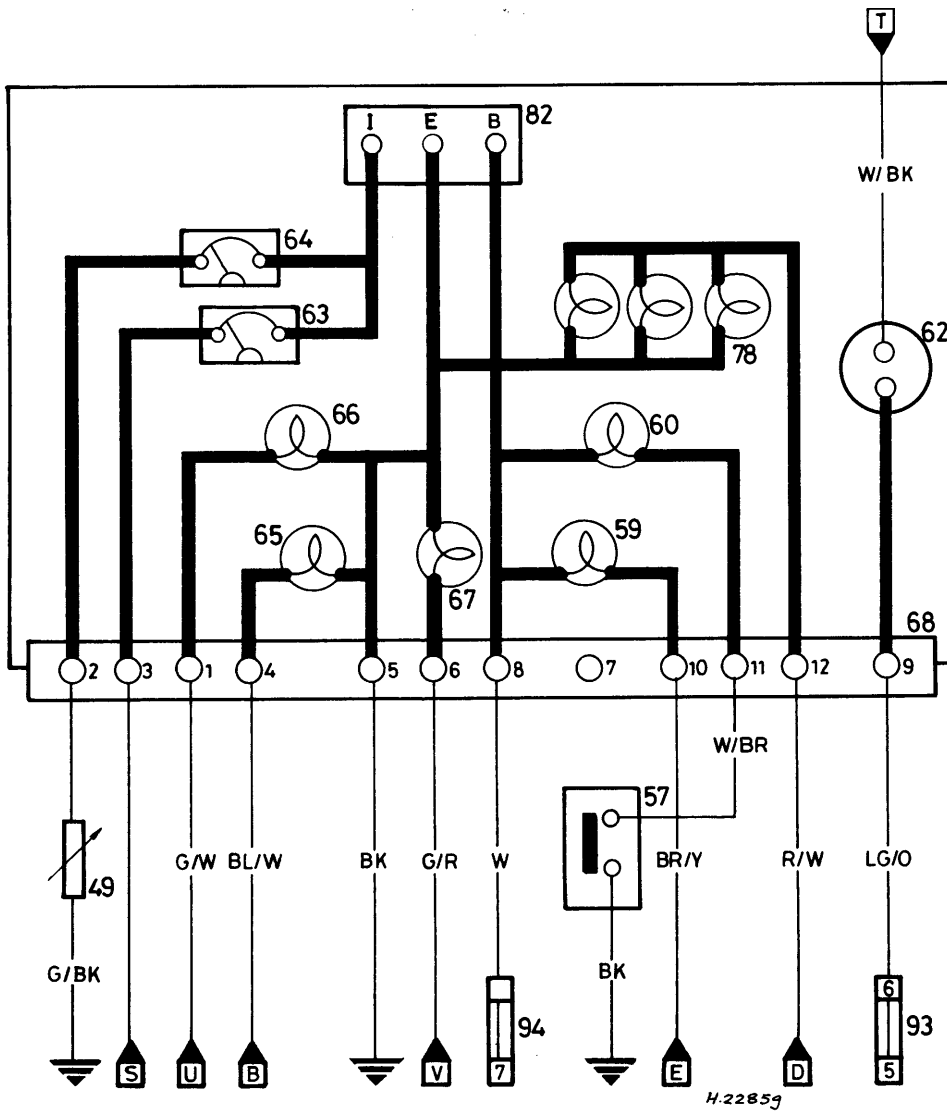 T
I E B 82
W/BK
64
63
62
78
66
60
65
59
67
68
2 3 1 4 5 6 8 7 10 11 12 9
W/BR
57
G/W BL/W BK G/R W BR/Y R/W LG/O
49
G/BK
BK
6
94
93
S U B V 7 E D 5
H.22859